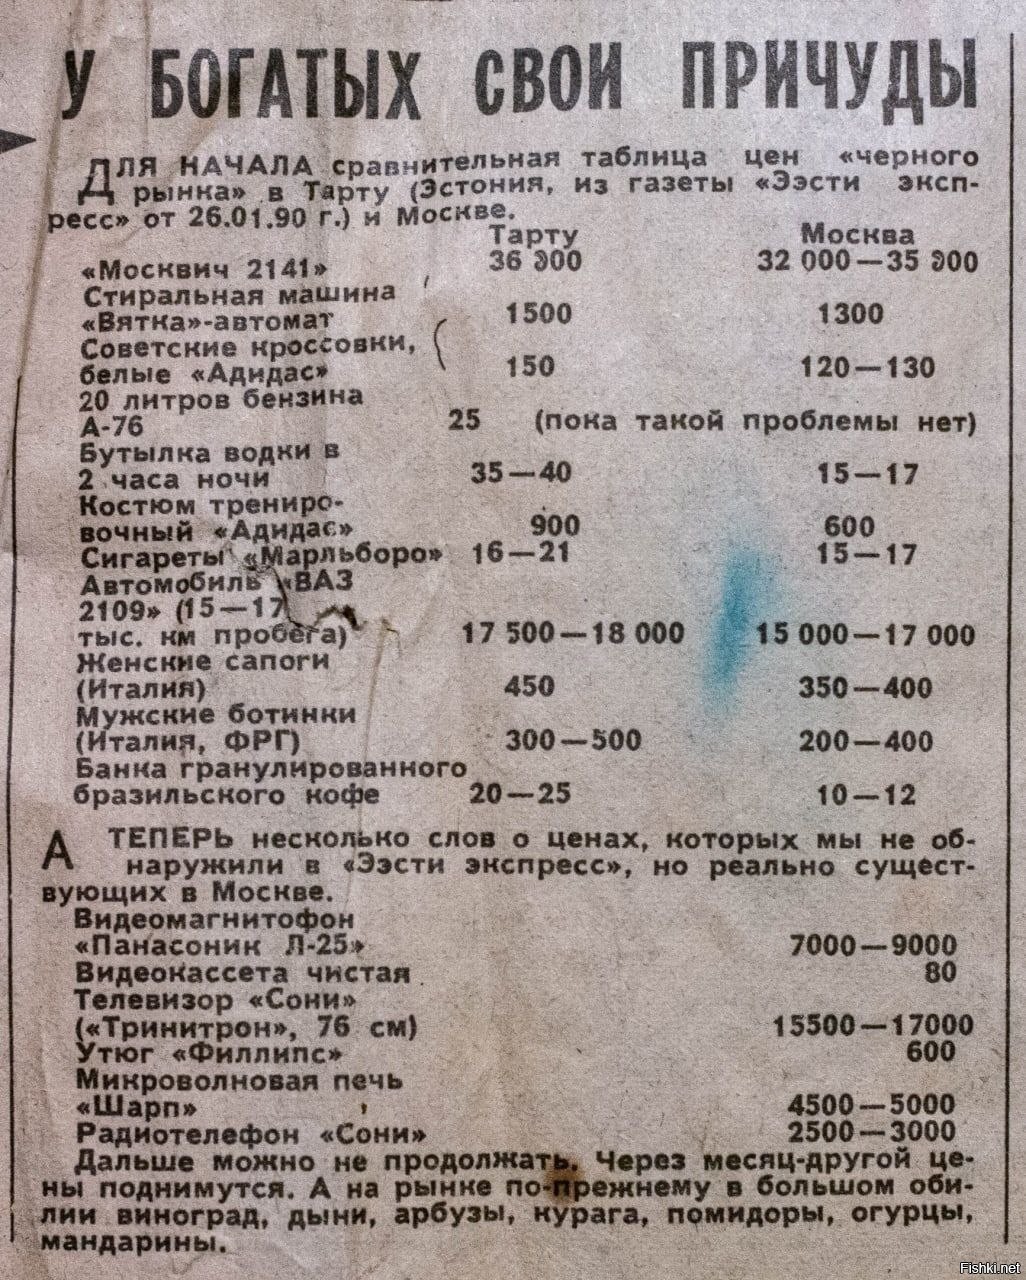 У БОГАТЫХ СВОИ ПРИЧУДЫ
ДЛЯ НАЧАЛА сравнительная таблица цен «черного
рынка» в Тарту (Эстония, из газеты «Ээсти эксп-
ресс» от 26.01.90 г.) и Москве.
Тарту Москва
«Москвич 2141» 36 000 32 000—35 000
Стиральная машина
«Вятка»-автомат 1500 1300
Советские кроссовки,
белые «Адидас» 150 120—130
20 литров бензина
А-76 25 (пока такой проблемы нет)
Бутылка водки в
2 часа ночи 35—40 15—17
Костюм трениро-
вочный «Адидас» 900 600
Сигареты «Марльборо» 16—21 15—17
Автомобиль «ВАЗ
2109» (15—17
тыс. км пробега) 17 500—18 000 15 000—17 000
Женские сапоги
(Италия) 450 350—400
Мужские ботинки
(Италия, ФРГ) 300—500 200—400
Банка гранулированного
бразильского кофе 20—25 10—12
А ТЕПЕРЬ несколько слов о ценах, которых мы не об-
наружили в «Ээсти экспресс», но реально сущест-
вующих в Москве.
Видеомагнитофон
«Панасоник Л-25» 7000—9000
Видеокассета чистая 80
Телевизор «Сони»
(«Тринитрон», 76 см) 15500—17000
Утюг «Филлипс» 600
Микроволновая печь
«Шарп» 4500—5000
Радиотелефон «Сони» 2500—3000
Дальше можно не продолжать. Через месяц-другой це-
ны поднимутся. А на рынке по-прежнему в большом оби-
лии виноград, дыни, арбузы, курага, помидоры, огурцы,
мандарины.
Fishki.net